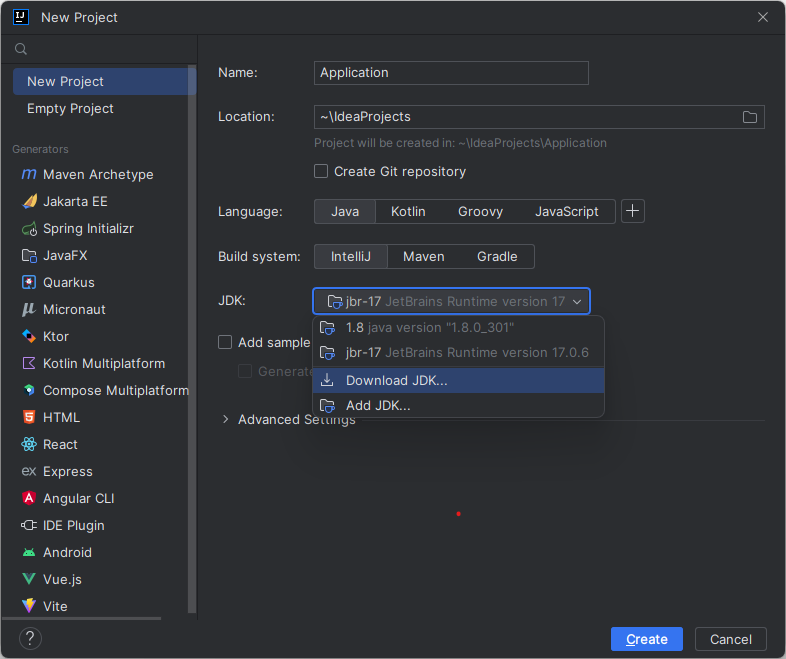 New Project
New Project
Empty Project
Generators
Maven Archetype
Jakarta EE
Spring Initializr
JavaFX
Quarkus
Micronaut
Ktor
Kotlin Multiplatform
Compose Multiplatform
HTML
React
ex Express
Angular CLI
IDE Plugin
Android
Vue.js
Vite
Name: Application
Location: ~\IdeaProjects
Project will be created in: ~\IdeaProjects\Application
Create Git repository
Language: Java Kotlin Groovy JavaScript
Build system: IntelliJ Maven Gradle
JDK: jbr-17 JetBrains Runtime version 17
1.8 java version "1.8.0_301"
Add sample
jbr-17 JetBrains Runtime version 17.0.6
Generate
Download JDK...
Add JDK...
Advanced Settings
?
Create Cancel